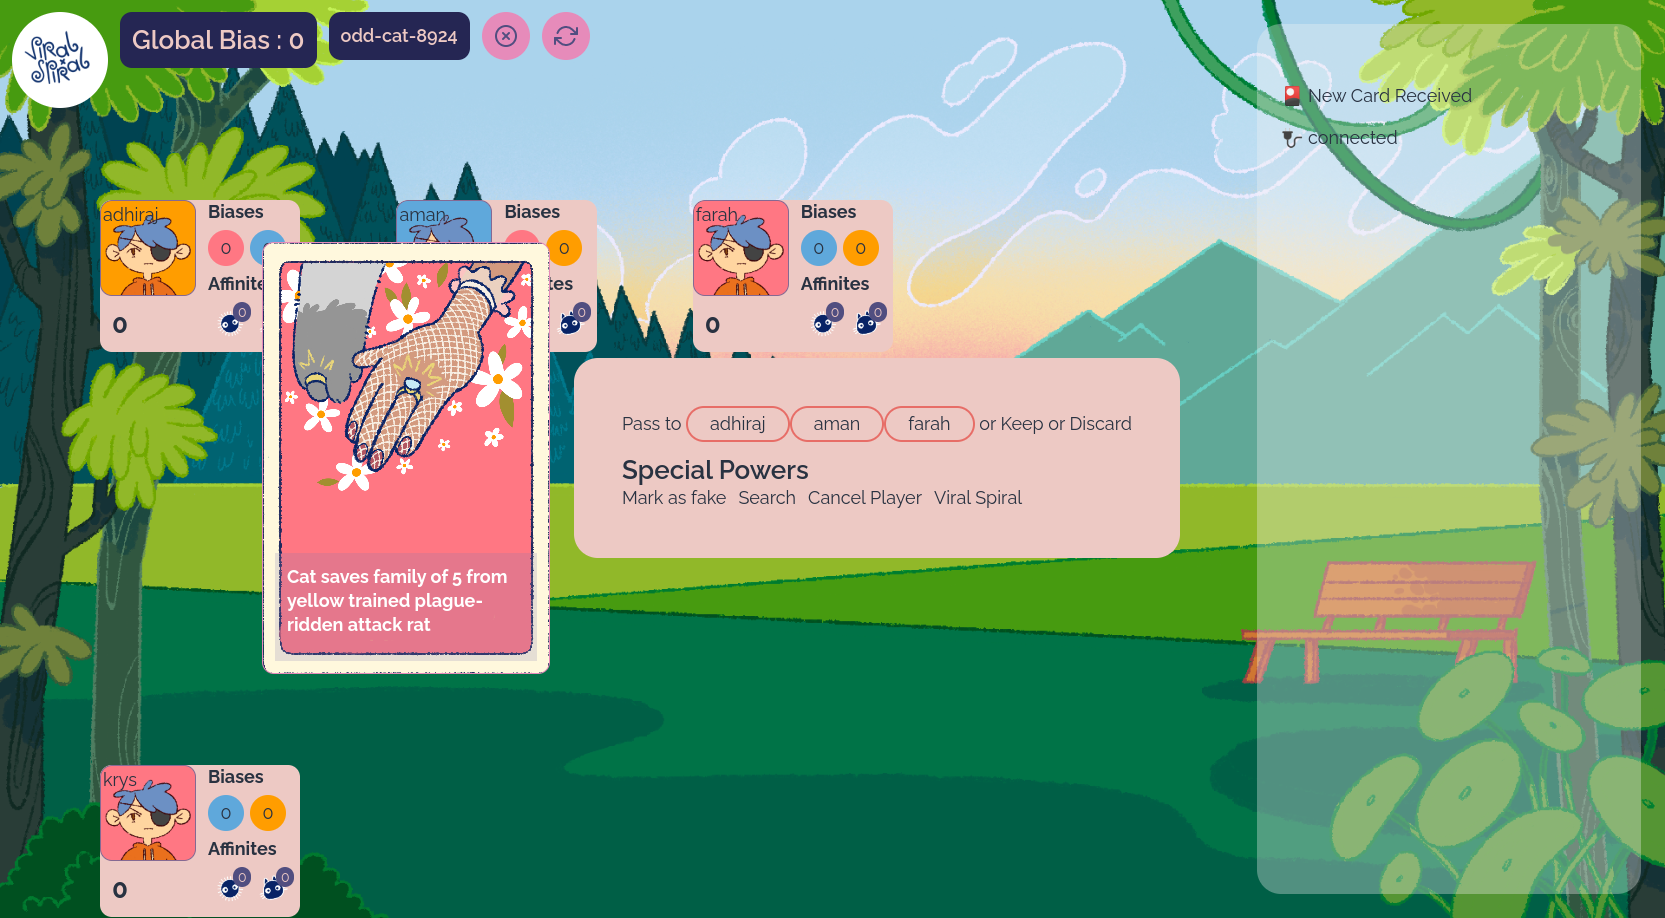 Viral
Spiral
Global Bias : 0
odd-cat-8924
New Card Received
connected
adhiraj
Biases
0
Affinite
0
0
aman
Biases
0
tes
0
farah
Biases
0 0
Affinites
0 0
0
Pass to adhiraj aman farah or Keep or Discard
Special Powers
Mark as fake Search Cancel Player Viral Spiral
Cat saves family of 5 from
yellow trained plague-
ridden attack rat
krys
Biases
0 0
Affinites
0 0
0